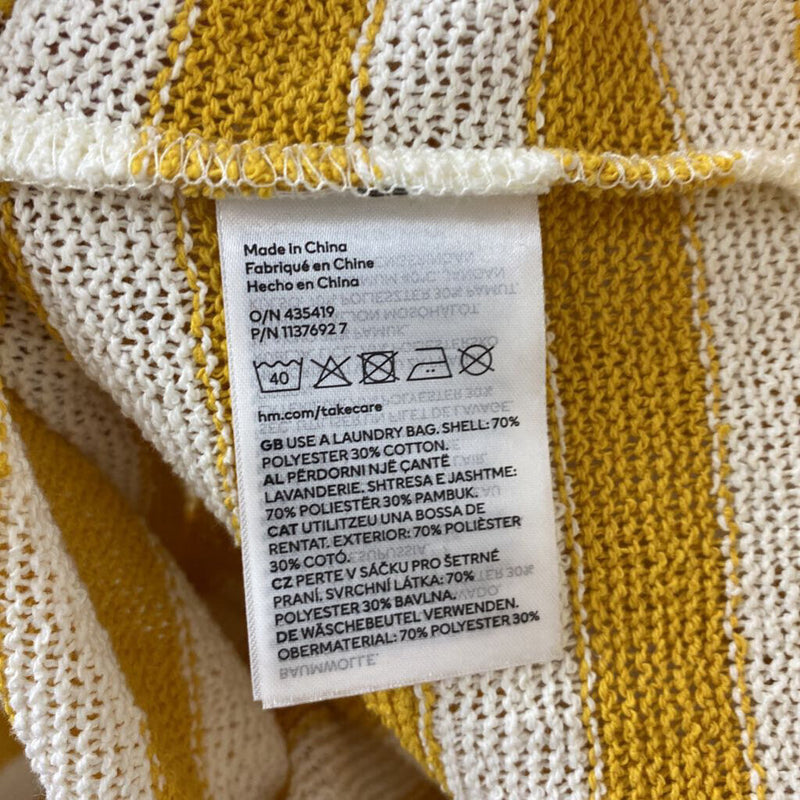 Made in China
Fabriqué en Chine
Hecho en China
O/N 435419
P/N 1137692 7
40
hm.com/takecare
GB USE A LAUNDRY BAG. SHELL: 70%
POLYESTER 30% COTTON.
AL PËRDORNI NJË ÇANTË
LAVANDERIE. SHTRESA E JASHTME:
70% POLIESTËR 30% PAMBUK.
CAT UTILITZEU UNA BOSSA DE
RENTAT. EXTERIOR: 70% POLIÈSTER
30% COTÓ.
CZ PERTE V SÁČKU PRO ŠETRNÉ
PRANÍ. SVRCHNÍ LÁTKA: 70%
POLYESTER 30% BAVLNA.
DE WÄSCHEBEUTEL VERWENDEN.
OBERMATERIAL: 70% POLYESTER 30%
BAUMWOLLE.